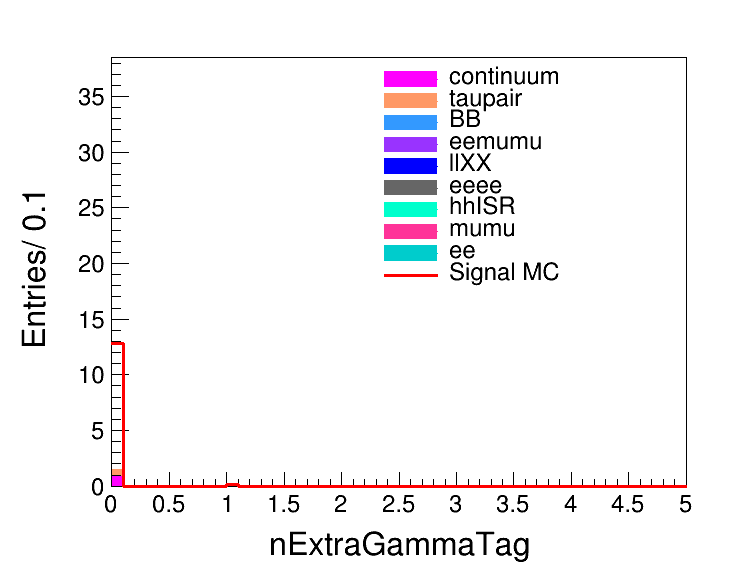 continuum
taupair
BB
eemumu
llXX
eeee
hhISR
mumu
ee
Signal MC
Entries/ 0.1
35
30
25
20
15
10
5
0
0 0.5 1 1.5 2 2.5 3 3.5 4 4.5 5
nExtraGammaTag